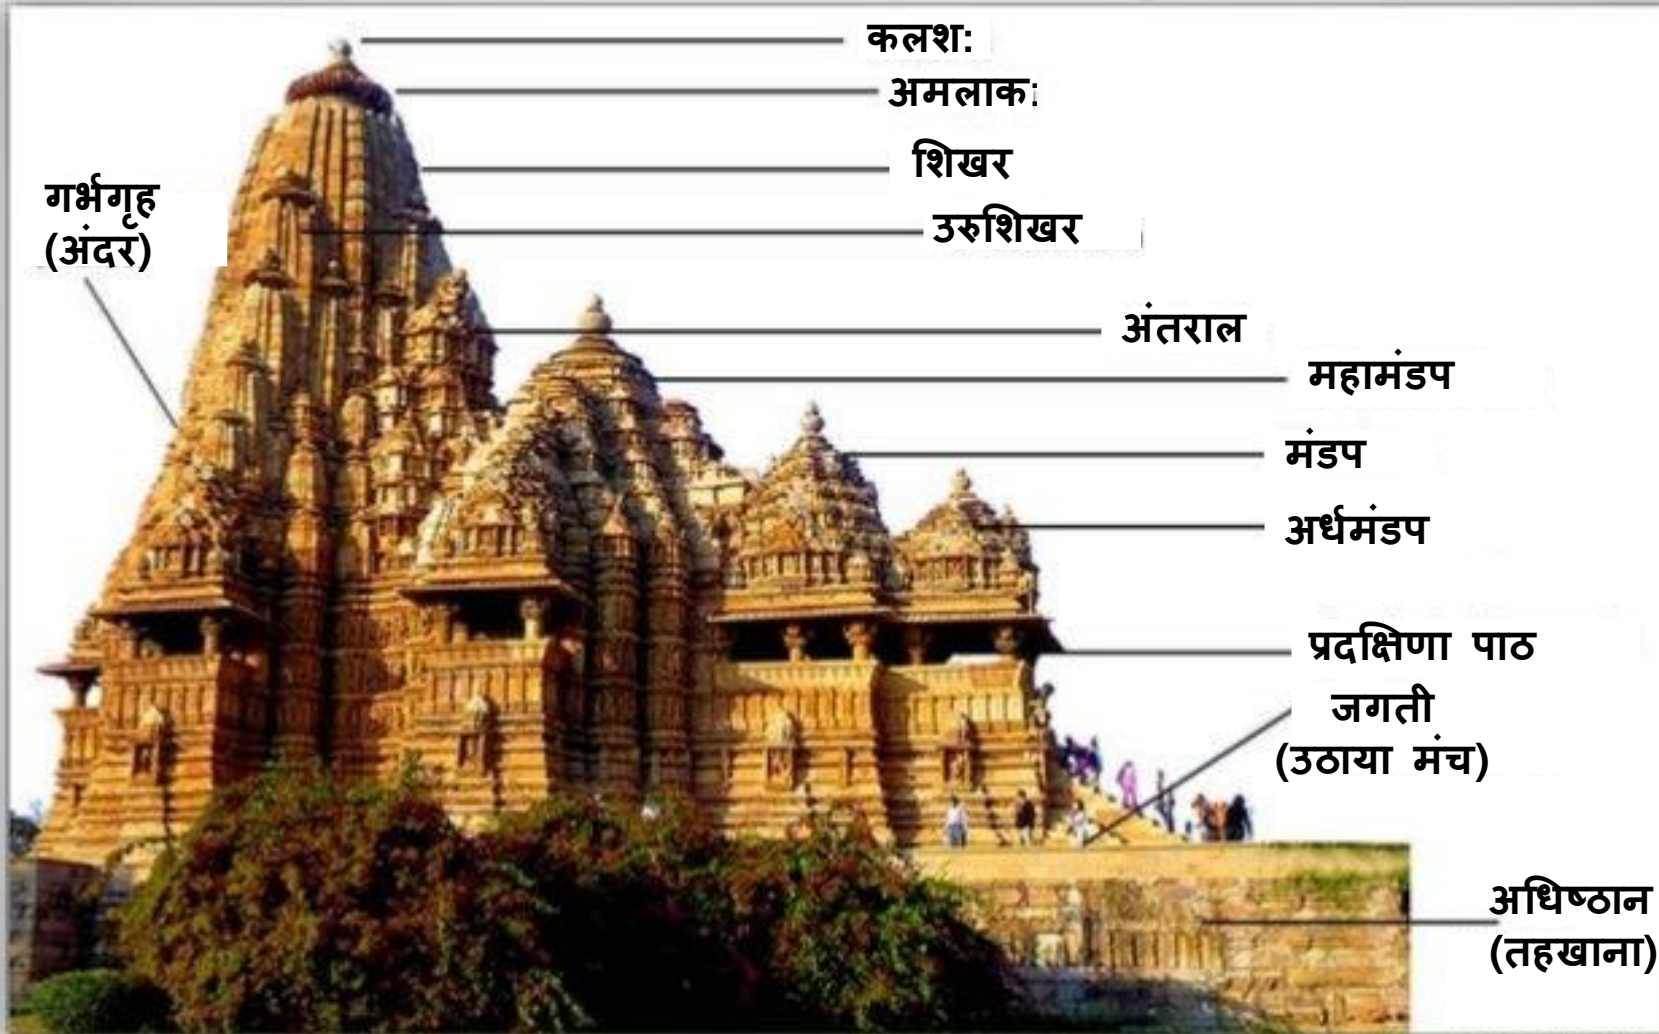 कलश:
अमलाक:
शिखर
गर्भगृह
(अंदर)
उरुशिखर
अंतराल
महामंडप
मंडप
अर्धमंडप
प्रदक्षिणा पाठ
जगती
(उठाया मंच)
अधिष्ठान
(तहखाना)